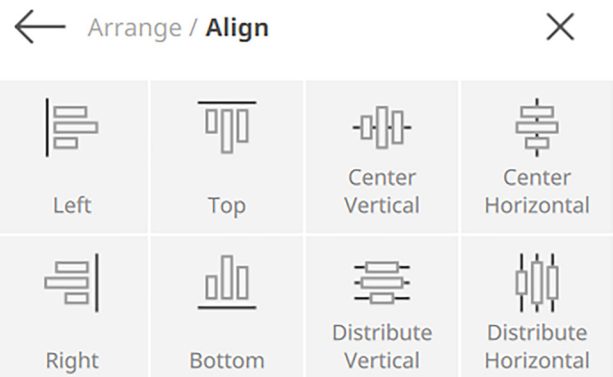 Arrange / Align
Left
Top
Center
Vertical
Center
Horizontal
Right
Bottom
Distribute
Vertical
Distribute
Horizontal